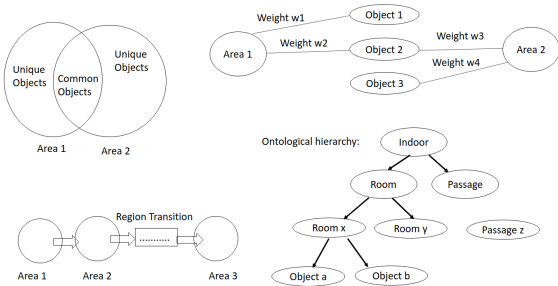 Unique
Objects
Common
Objects
Unique
Objects
Area 1
Area 2
Weight w1
Object 1
Area 1
Weight w2
Object 2
Weight w3
Area 2
Weight w4
Object 3
Ontological hierarchy:
Indoor
Room
Passage
Room x
Room y
Passage z
Object a
Object b
Region Transition
...........
Area 1
Area 2
Area 3